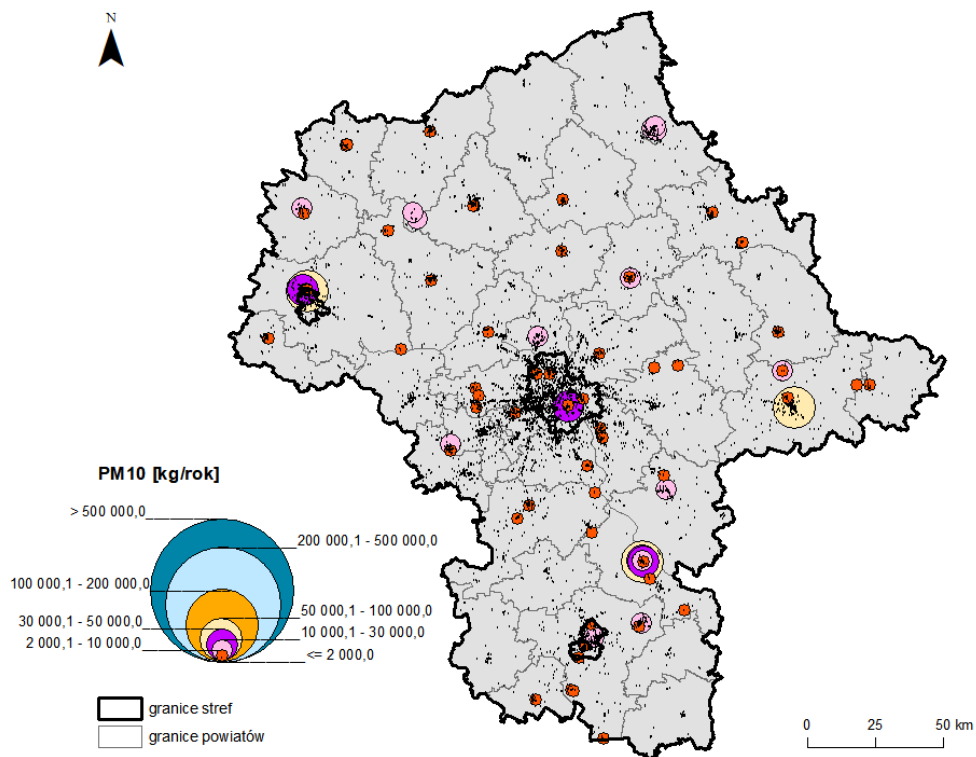 N
PM10 [kg/rok]
> 500 000,0
200 000,1 - 500 000,0
100 000,1 - 200 000,0
50 000,1 - 100 000,0
30 000,1 - 50 000,0
10 000,1 - 30 000,0
2 000,1 - 10 000,0
<= 2 000,0
granice stref
granice powiatów
0 25 50 km